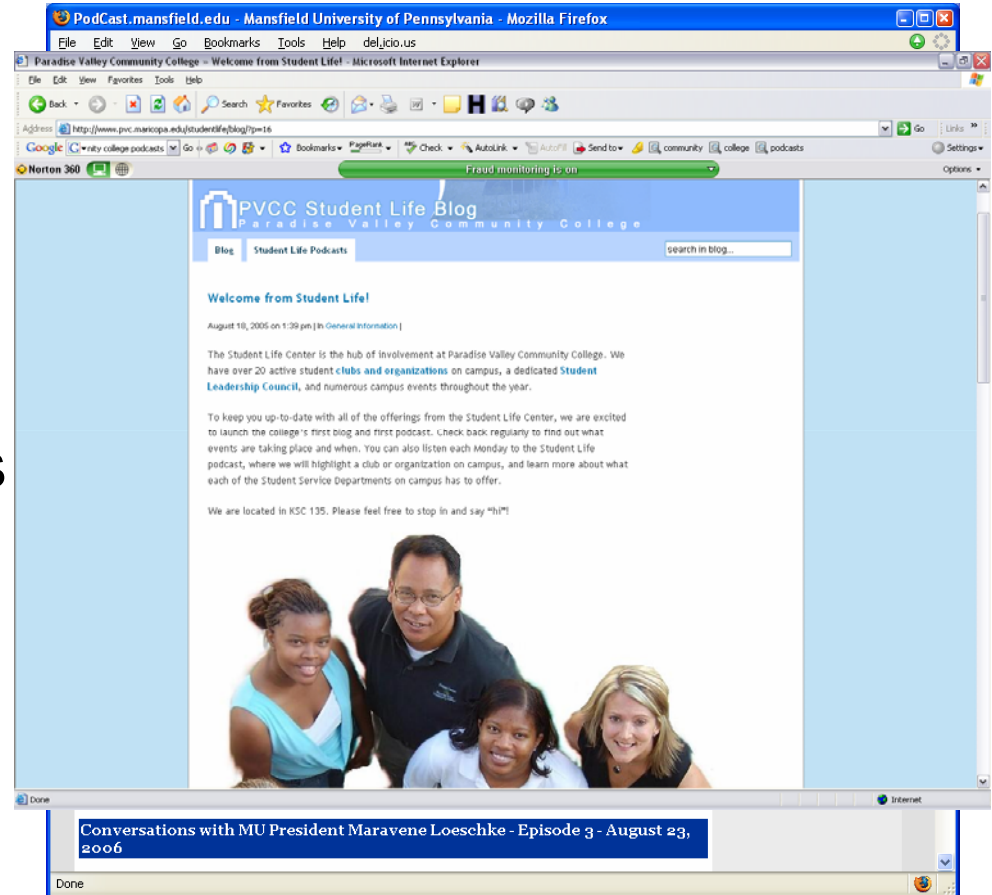 PodCast.mansfield.edu - Mansfield University of Pennsylvania - Mozilla Firefox
File Edit View Go Bookmarks Tools Help del.icio.us
Paradise Valley Community College » Welcome from Student Life! - Microsoft Internet Explorer
File Edit View Favorites Tools Help
Back Search Favorites
Address http://www.pvc.maricopa.edu/studentlife/blog/?p=16 Go Links »
Google nity college podcasts Go Bookmarks PageRank Check AutoLink AutoFill Send to community college podcasts Settings
Norton 360 Fraud monitoring is on Options
PVCC Student Life Blog
Paradise Valley Community College
Blog Student Life Podcasts search in blog...
Welcome from Student Life!
August 18, 2005 on 1:39 pm | In General Information |
The Student Life Center is the hub of involvement at Paradise Valley Community College. We
have over 20 active student clubs and organizations on campus, a dedicated Student
Leadership Council, and numerous campus events throughout the year.
To keep you up-to-date with all of the offerings from the Student Life Center, we are excited
to launch the college's first blog and first podcast. Check back regularly to find out what
events are taking place and when. You can also listen each Monday to the Student Life
podcast, where we will highlight a club or organization on campus, and learn more about what
each of the Student Service Departments on campus has to offer.
We are located in KSC 135. Please feel free to stop in and say "hi"!
s
Done Internet
Conversations with MU President Maravene Loeschke - Episode 3 - August 23,
2006
Done